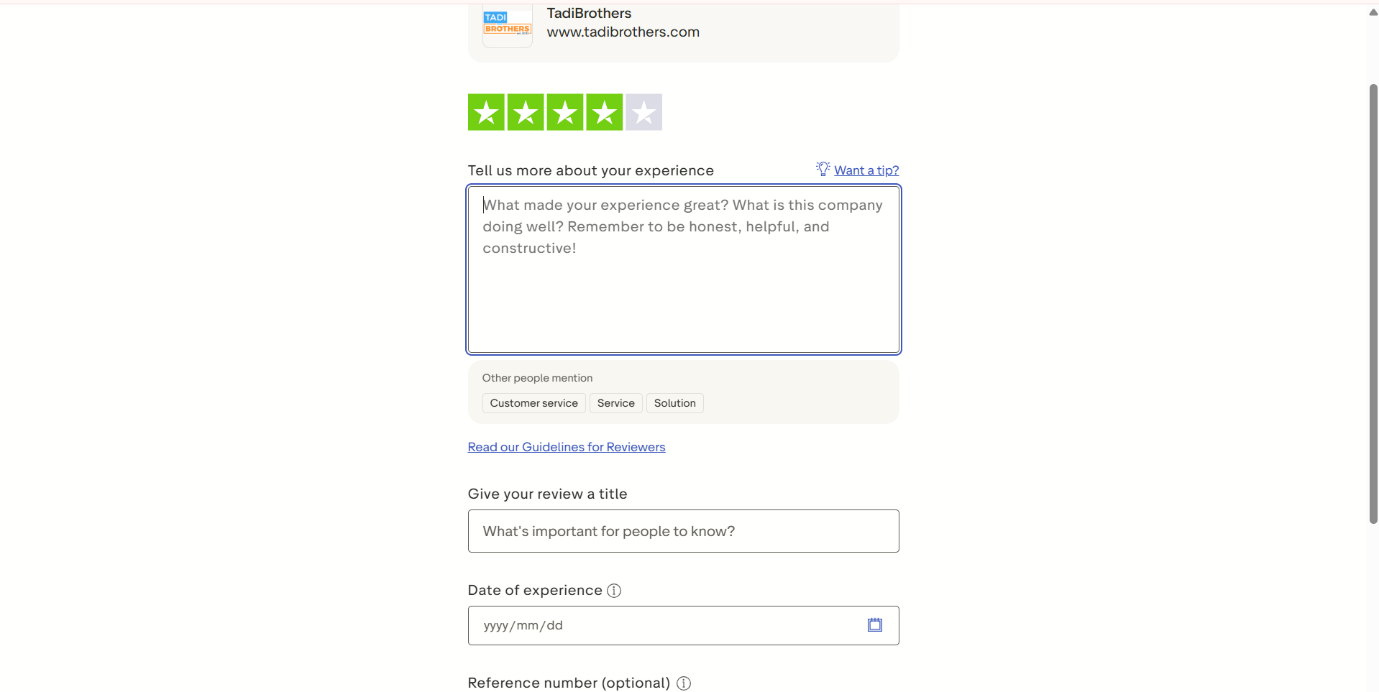 TADI
BROTHERS
TadiBrothers
www.tadibrothers.com
Tell us more about your experience
Want a tip?
What made your experience great? What is this company
doing well? Remember to be honest, helpful, and
constructive!
Other people mention
Customer service
Service
Solution
Read our Guidelines for Reviewers
Give your review a title
What's important for people to know?
Date of experience
yyyy/mm/dd
Reference number (optional)